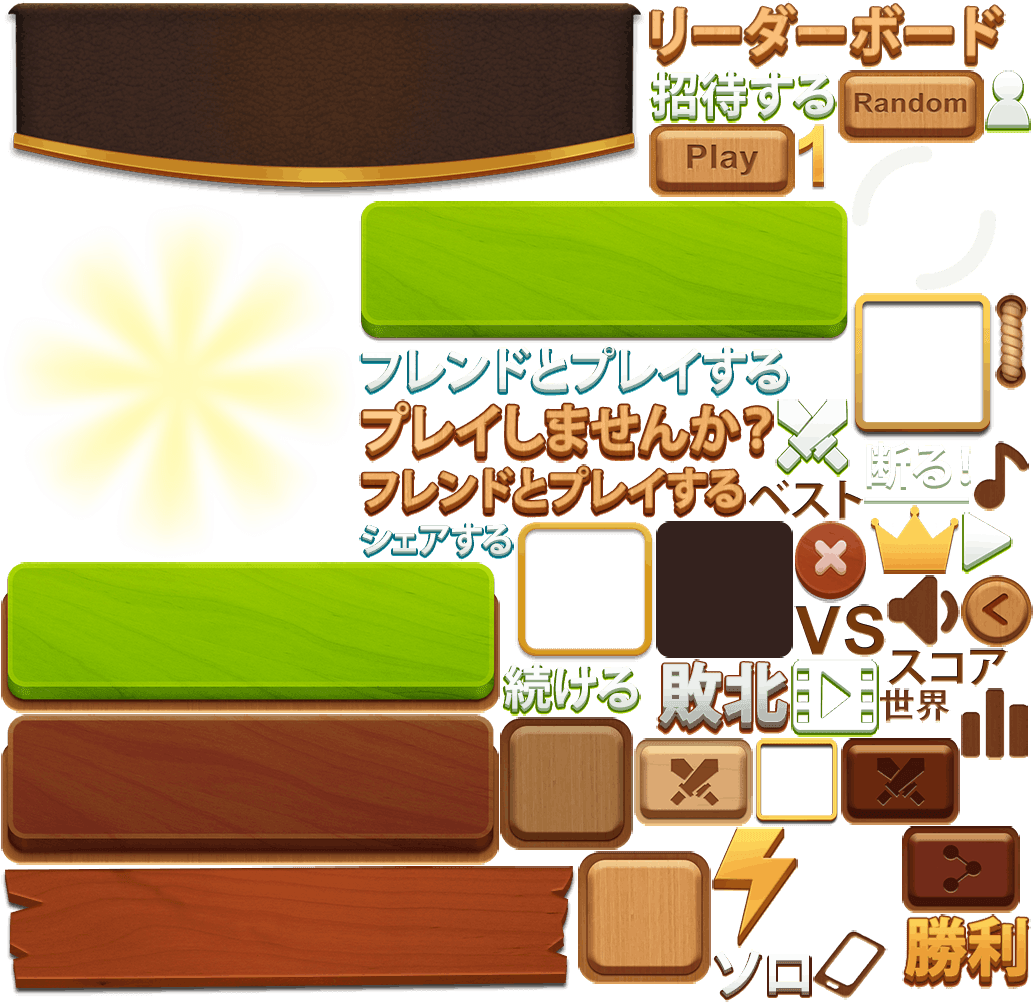 リーダーボード
招待する
Random
Play
1
フレンドとプレイする
プレイしませんか?
フレンドとプレイする
ベスト
断る!
シェアする
VS
スコア
続ける
敗北
世界
ソロ
勝利